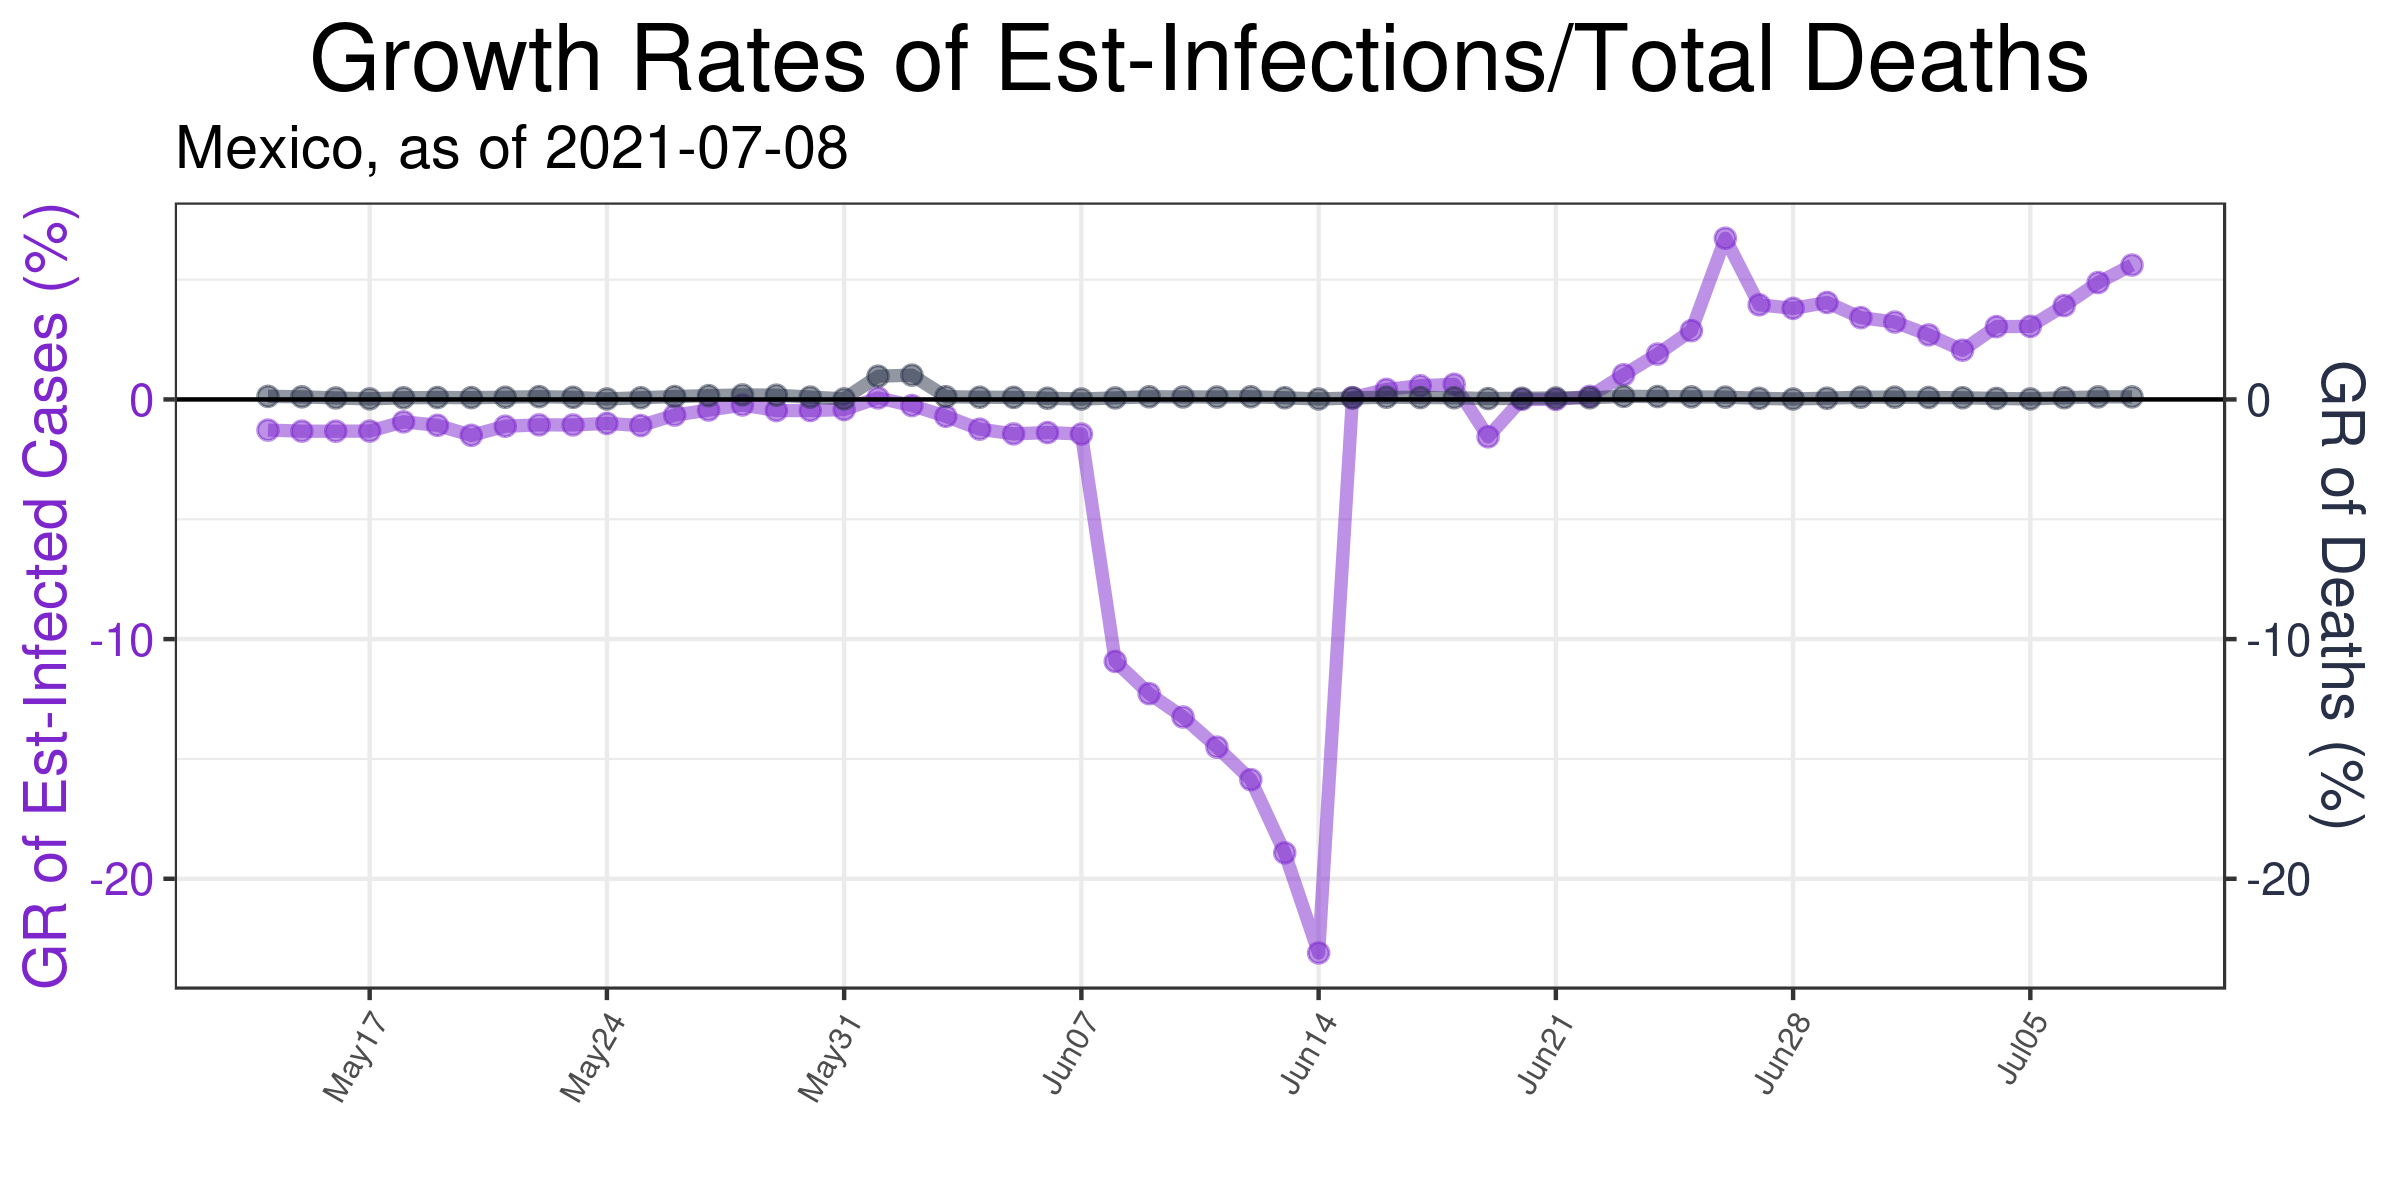 Growth Rates of Est-Infections/Total Deaths
Mexico, as of 2021-07-08
GR of Est-Infected Cases (%)
0
-10
-20
0
-10
-20
GR of Deaths (%)
May17
May24
May31
Jun07
Jun14
Jun21
Jun28
Jul05